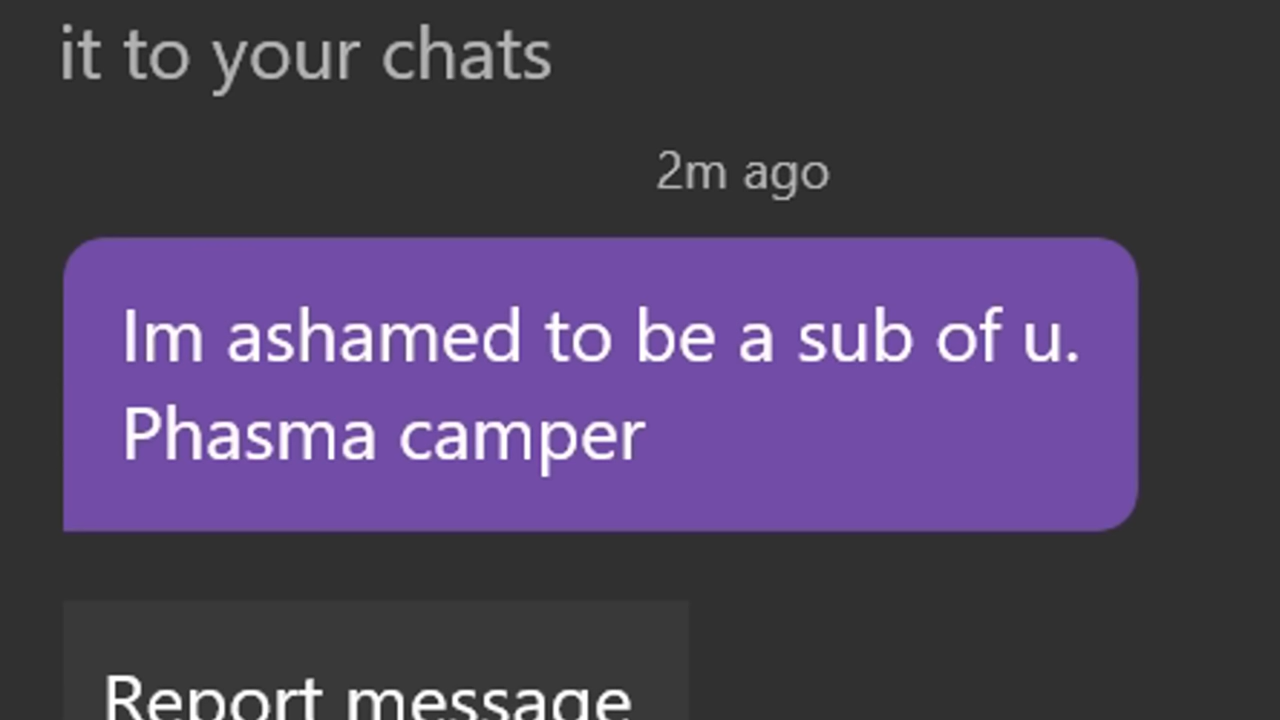 it to your chats
2m ago
Im ashamed to be a sub of u.
Phasma camper
Report message